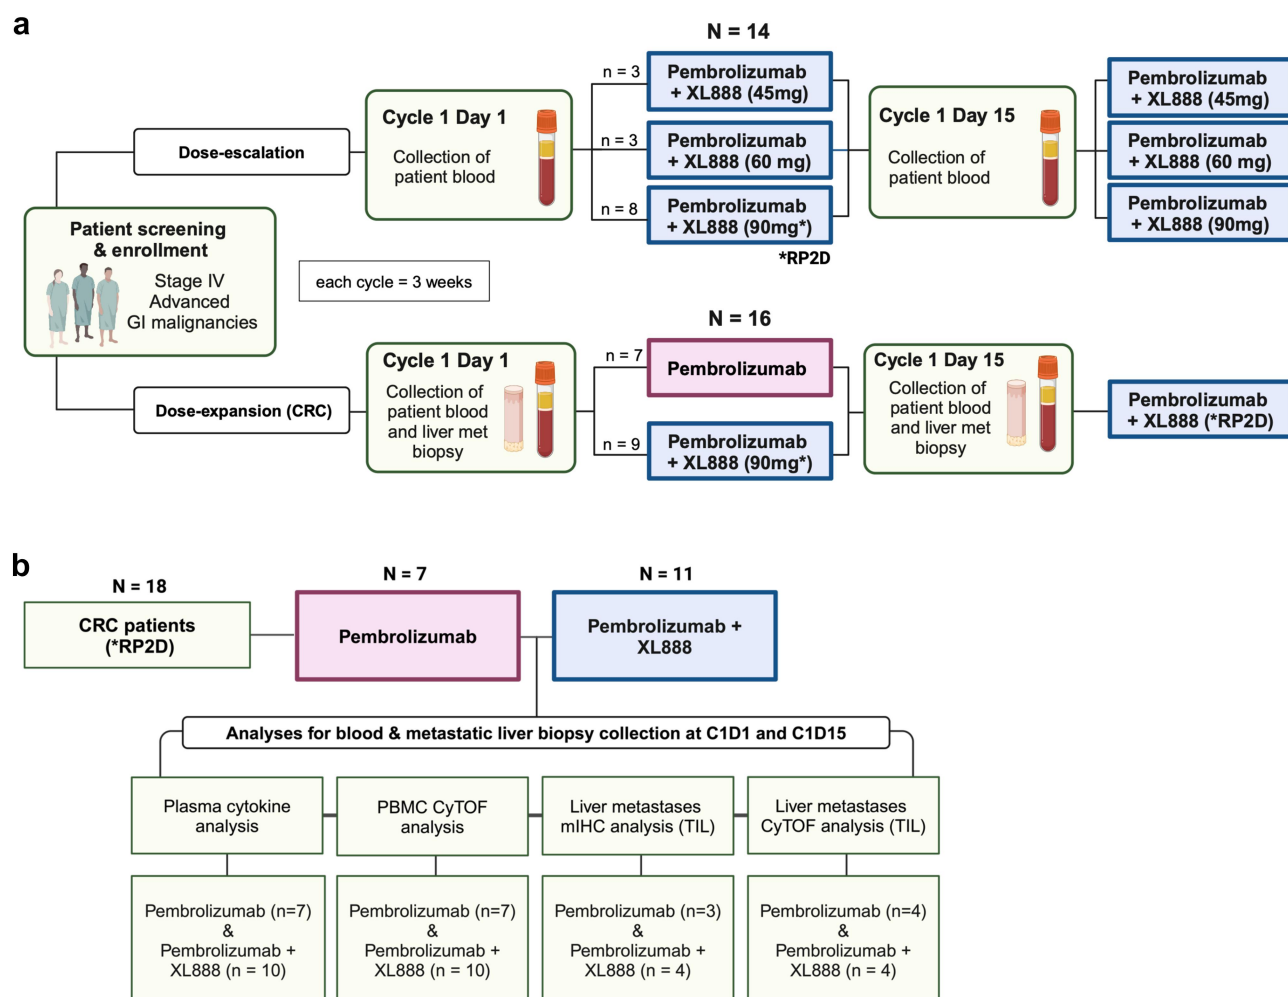 a
N = 14
Dose-escalation
Cycle 1 Day 1
Collection of
patient blood
n = 3
Pembrolizumab
+ XL888 (45mg)
n = 3
Pembrolizumab
+ XL888 (60 mg)
n = 8
Pembrolizumab
+ XL888 (90mg*)
*RP2D
Cycle 1 Day 15
Collection of
patient blood
Pembrolizumab
+ XL888 (45mg)
Pembrolizumab
+ XL888 (60 mg)
Pembrolizumab
+ XL888 (90mg)
Patient screening
& enrollment
Stage IV
Advanced
GI malignancies
each cycle = 3 weeks
N = 16
Dose-expansion (CRC)
Cycle 1 Day 1
Collection of
patient blood
and liver met
biopsy
n = 7
Pembrolizumab
n = 9
Pembrolizumab
+ XL888 (90mg*)
Cycle 1 Day 15
Collection of
patient blood
and liver met
biopsy
Pembrolizumab
+ XL888 (*RP2D)
b
N = 18
CRC patients
(*RP2D)
N = 7
Pembrolizumab
N = 11
Pembrolizumab +
XL888
Analyses for blood & metastatic liver biopsy collection at C1D1 and C1D15
Plasma cytokine
analysis
PBMC CyTOF
analysis
Liver metastases
mIHC analysis (TIL)
Liver metastases
CyTOF analysis (TIL)
Pembrolizumab (n=7)
&
Pembrolizumab +
XL888 (n = 10)
Pembrolizumab (n=7)
&
Pembrolizumab +
XL888 (n = 10)
Pembrolizumab (n=3)
&
Pembrolizumab +
XL888 (n = 4)
Pembrolizumab (n=4)
&
Pembrolizumab +
XL888 (n = 4)